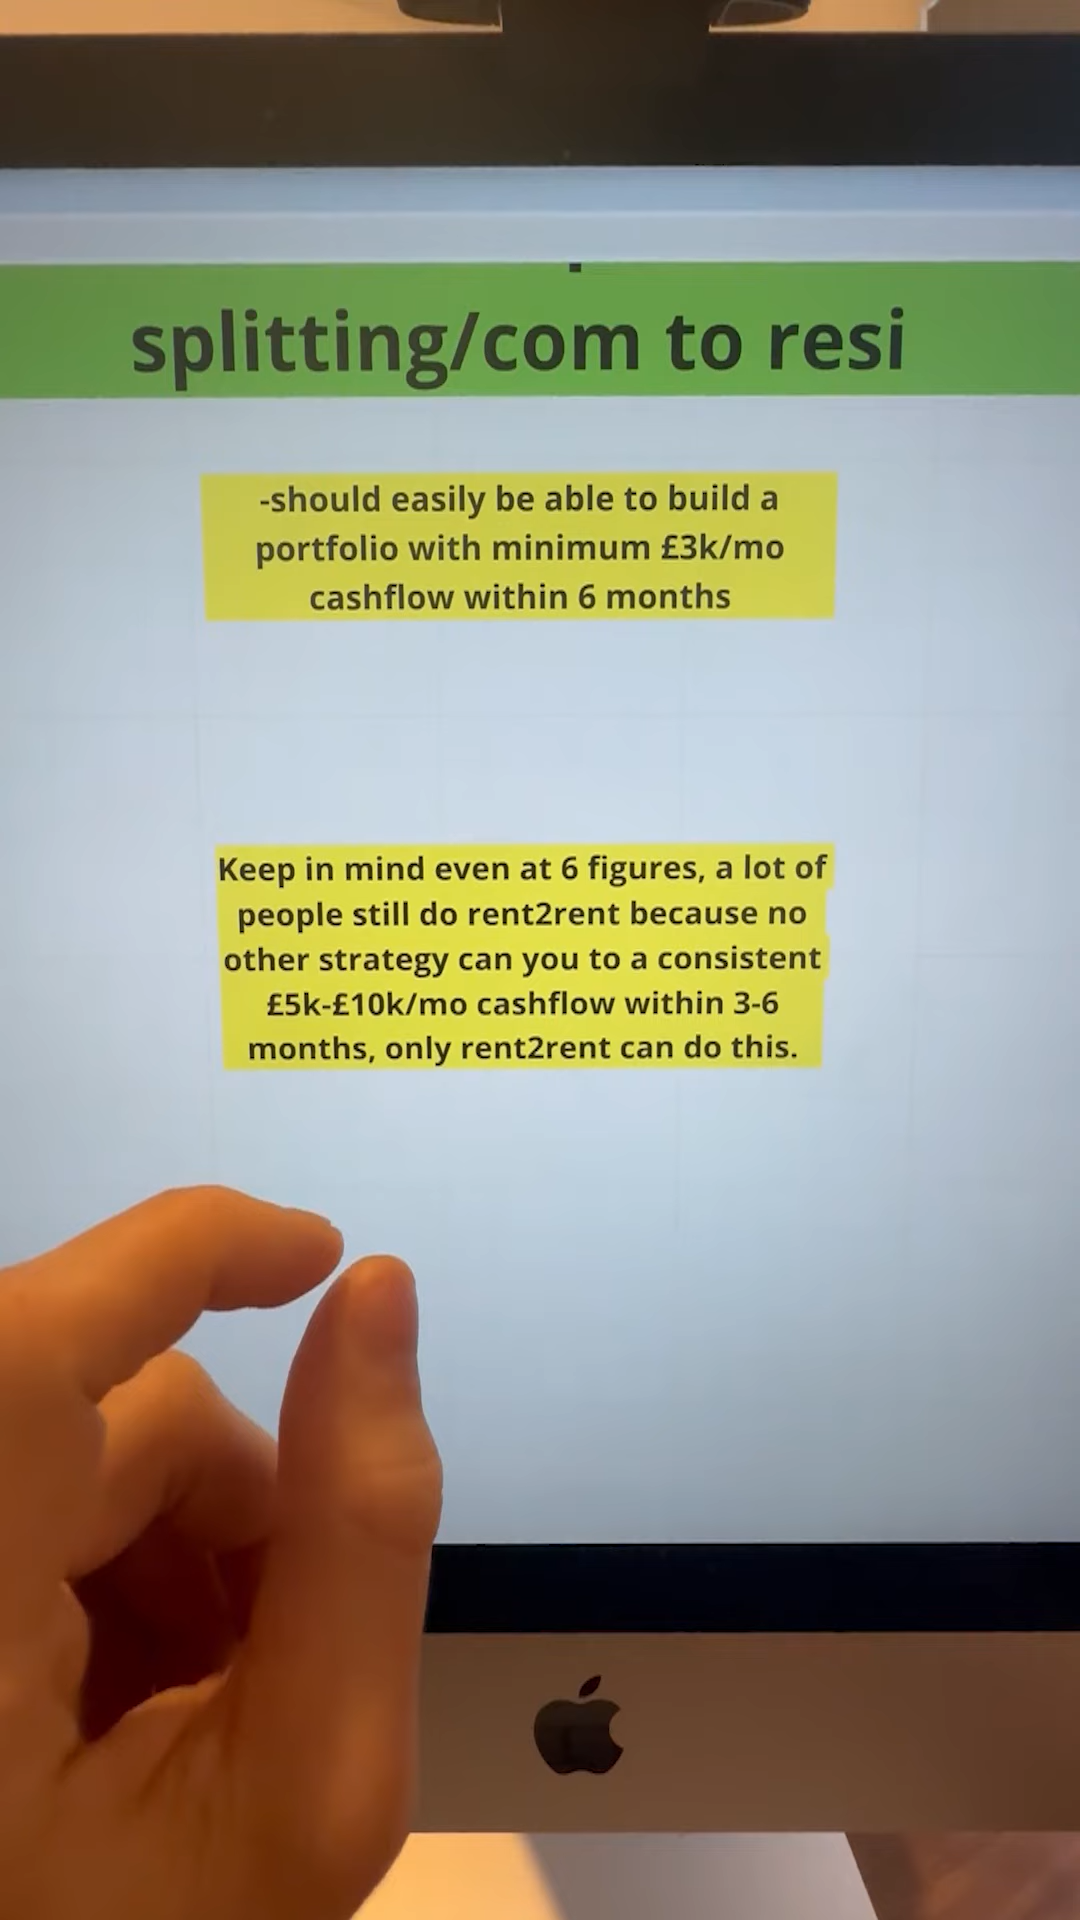 splitting/com to resi
-should easily be able to build a
portfolio with minimum £3k/mo
cashflow within 6 months
Keep in mind even at 6 figures, a lot of
people still do rent2rent because no
other strategy can you to a consistent
£5k-£10k/mo cashflow within 3-6
months, only rent2rent can do this.